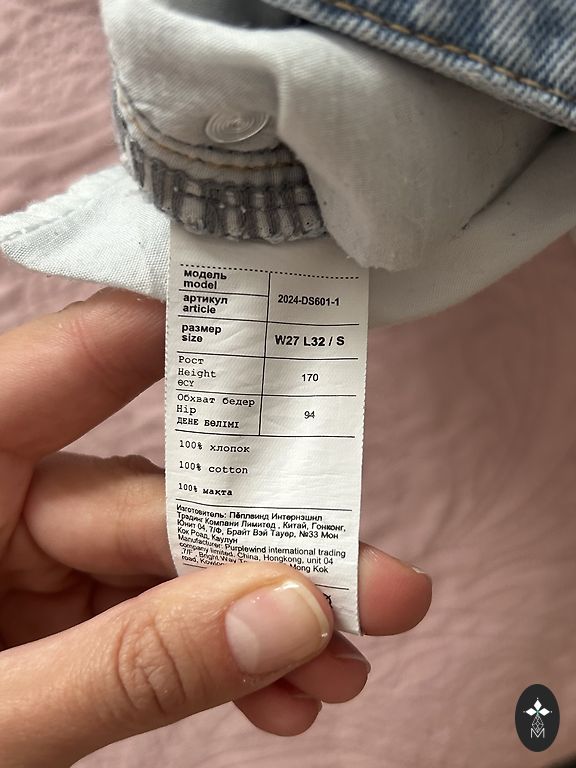 модель
model
артикул
article
2024-DS601-1
размер
size
W27 L32 / S
Рост
Height
ӨСУ
170
Обхват бедер
Hip
ДЕНЕ БӨЛІМІ
94
100% хлопок
100% cotton
100% мақта
Изготовитель: Пёплвинд Интернэшнл
Трэдинг Компани Лимитед , Китай, Гонконг,
Юнит 04, 7/Ф, Брайт Вэй Тауэр, №33 Мон
Кок Роад, Каулун
Manufacturer: Purplewind international trading
company limited, China, Hongkong, unit 04
,7/F , Bright Way Mong Kok
road,
M